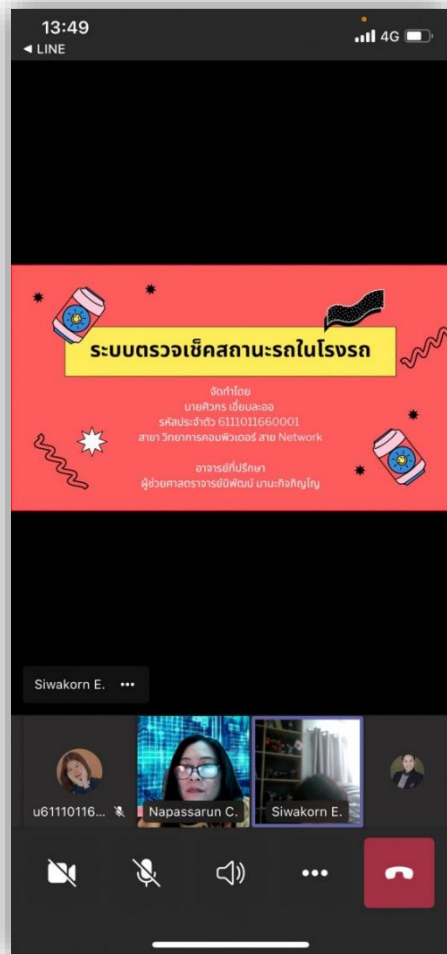 13:49
4G
◀ LINE
ระบบตรวจเช็คสถานะรถในโรงรถ
จัดทำโดย
นายศิวกร เอี่ยมละออ
รหัสประจำตัว 6111011660001
สาขา วิทยาการคอมพิวเตอร์ สาย Network
อาจารย์ที่ปรึกษา
ผู้ช่วยศาสตราจารย์นิพัฒน์ มานะกิจภิญโญ
Siwakorn E. •••
u61110116...
Napassarun C.
Siwakorn E.